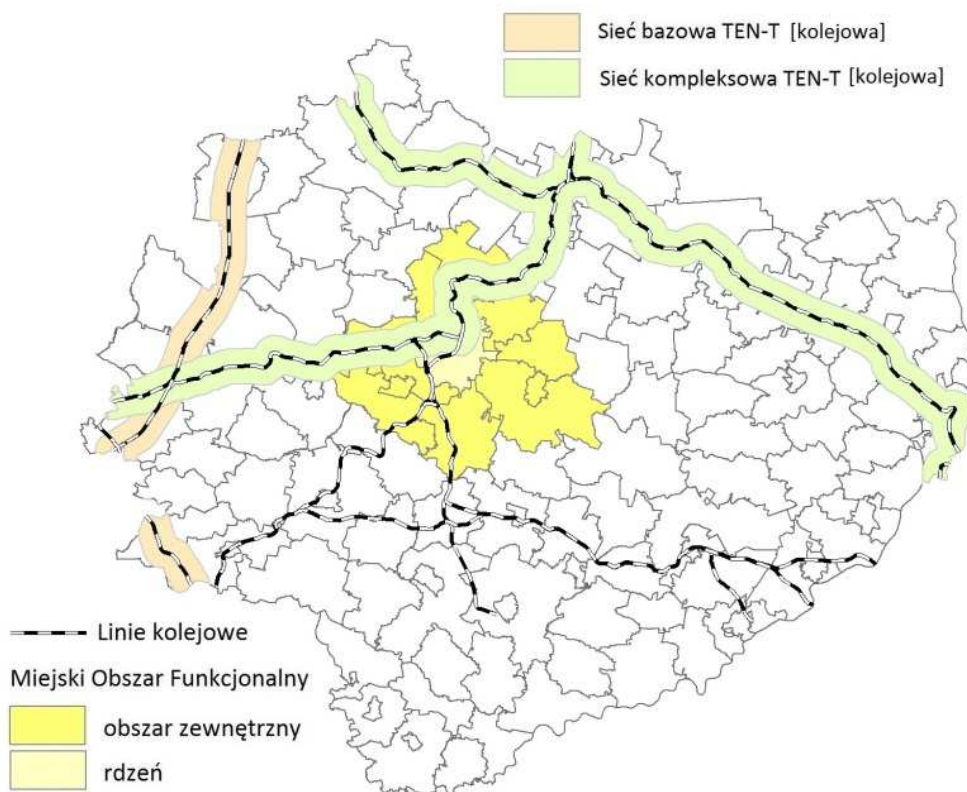 Sieć bazowa TEN-T [kolejowa]
Sieć kompleksowa TEN-T [kolejowa]
Linie kolejowe
Miejski Obszar Funkcjonalny
obszar zewnętrzny
rdzeń